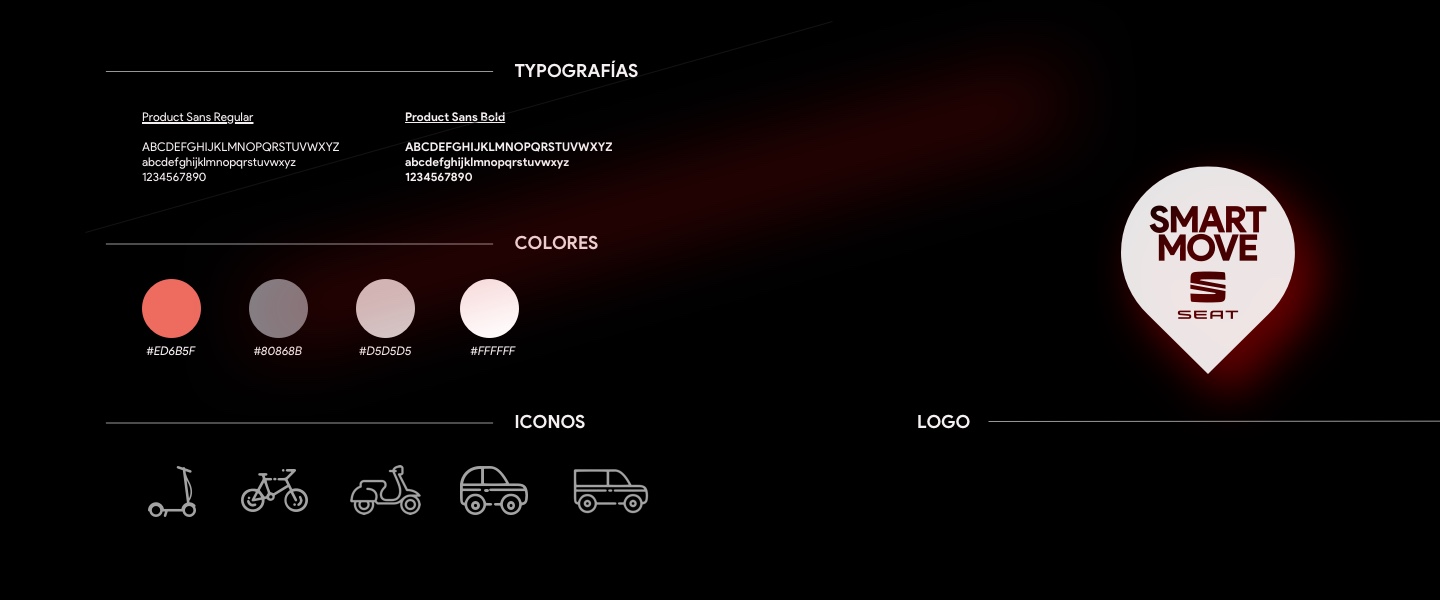 TYPOGRAFÍAS
Product Sans Regular
ABCDEFGHIJKLMNOPQRSTUVWXYZ
abcdefghijklmnopqrstuvwxyz
1234567890
Product Sans Bold
ABCDEFGHIJKLMNOPQRSTUVWXYZ
abcdefghijklmnopqrstuvwxyz
1234567890
COLORES
#ED6B5F
#80868B
#D5D5D5
#FFFFFF
ICONOS
SMART
MOVE
SEAT
LOGO